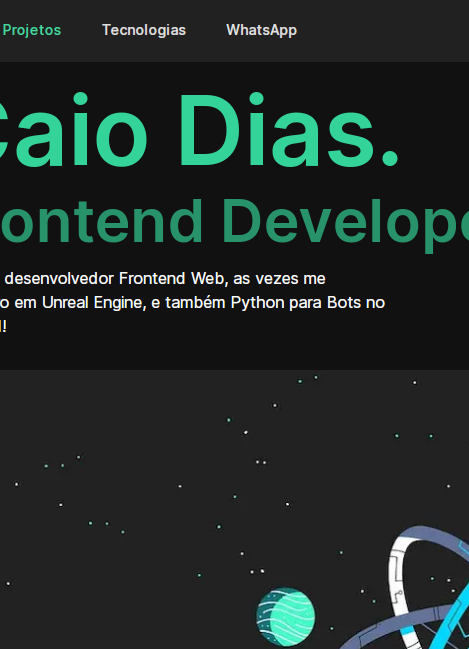 Projetos Tecnologias WhatsApp
Caio Dias.
ontend Develope
desenvolvedor Frontend Web, as vezes me
o em Unreal Engine, e também Python para Bots no
!